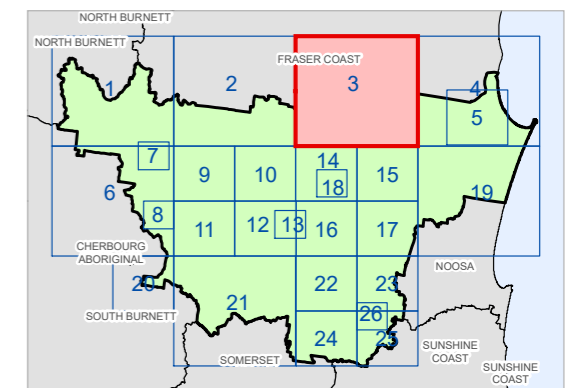 NORTH BURNETT
NORTH BURNETT
FRASER COAST
1
2
3
4
5
6
7
8
9
10
14
15
18
19
11
12
13
16
17
CHERBOURG
ABORIGINAL
NOOSA
20
21
22
23
26
SOUTH BURNETT
24
25
SOMERSET
SUNSHINE
COAST
SUNSHINE
COAST